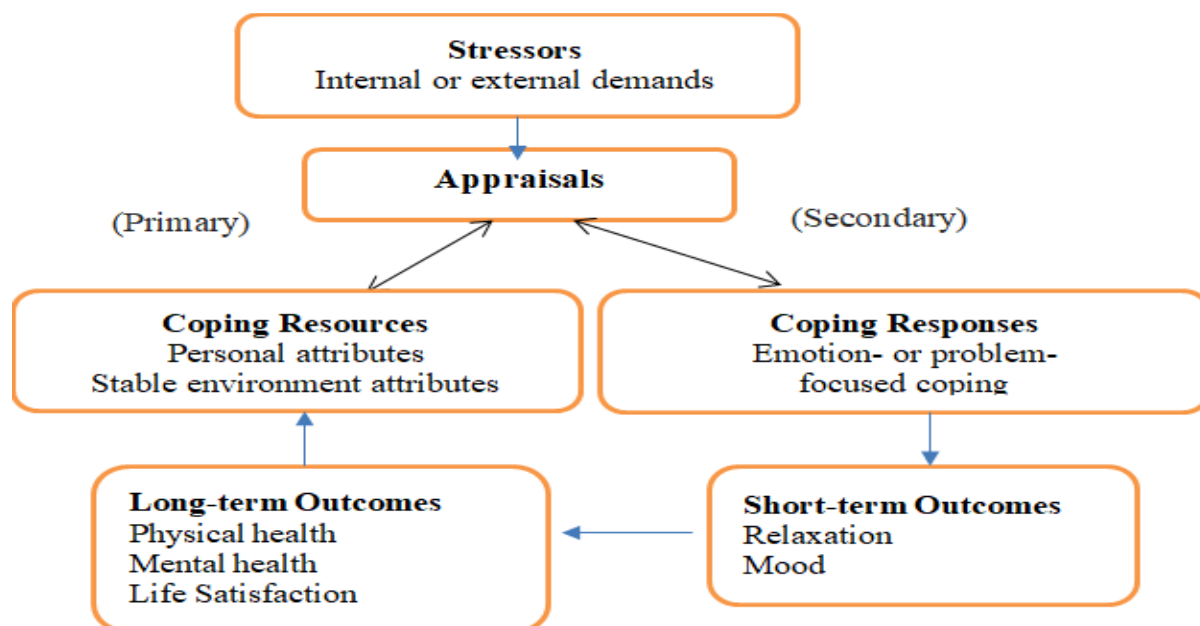 Stressors
Internal or external demands
Appraisals
(Primary)
(Secondary)
Coping Resources
Personal attributes
Stable environment attributes
Coping Responses
Emotion- or problem-
focused coping
Long-term Outcomes
Physical health
Mental health
Life Satisfaction
Short-term Outcomes
Relaxation
Mood